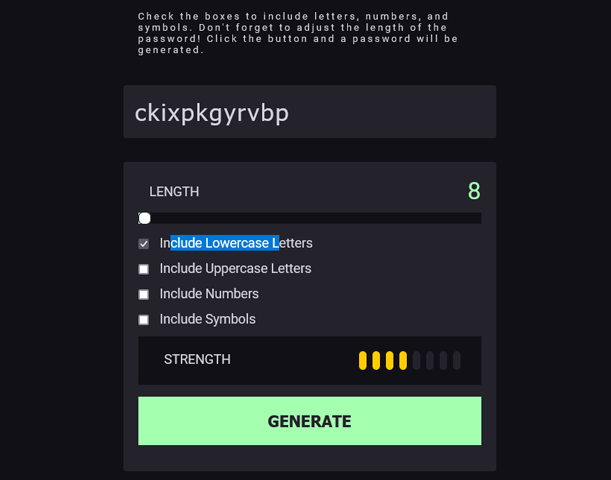 Check the boxes to include letters, numbers, and
symbols. Don't forget to adjust the length of the
password! Click the button and a password will be
generated.
ckixpkgyrvbp
LENGTH 8
Include Lowercase Letters
Include Uppercase Letters
Include Numbers
Include Symbols
STRENGTH
GENERATE